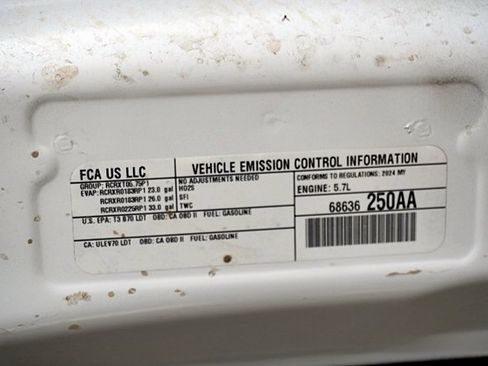 FCA US LLC
VEHICLE EMISSION CONTROL INFORMATION
GROUP: RCRXT05.75P1
EVAP: RCRXR0183RP1 23.0 gal
RCRXR0183RP1 26.0 gal
RCRXR0225RP1 33.0 gal
NO ADJUSTMENTS NEEDED
HO2S
SFI
TWC
CONFORMS TO REGULATIONS: 2024 MY
ENGINE: 5.7L
U.S. EPA: T3 B70 LDT OBD: CA OBD II FUEL: GASOLINE
CA: ULEV70 LDT OBD: CA OBD II FUEL: GASOLINE
68636 250AA